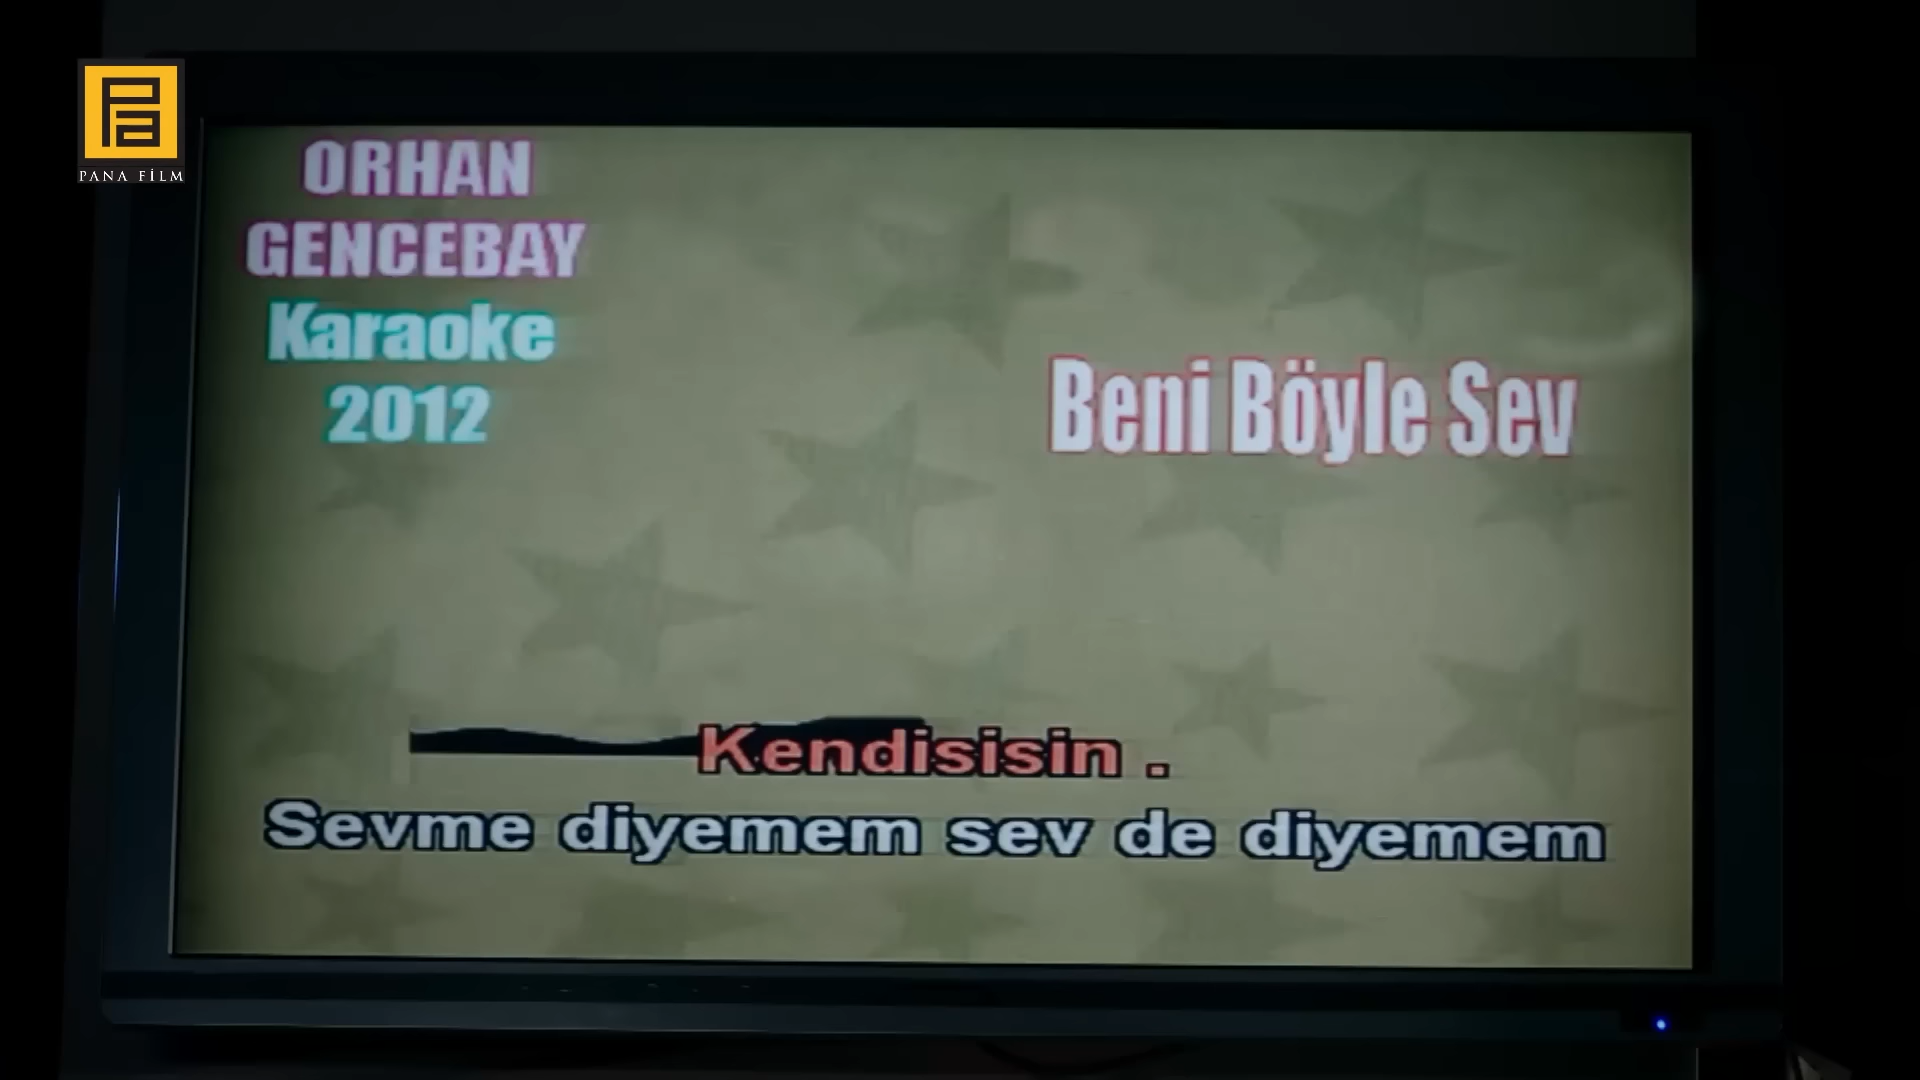 PANA FİLM
ORHAN
GENCEBAY
Karaoke
2012
Beni Böyle Sev
Kendisisin .
Sevme diyemem sev de diyemem